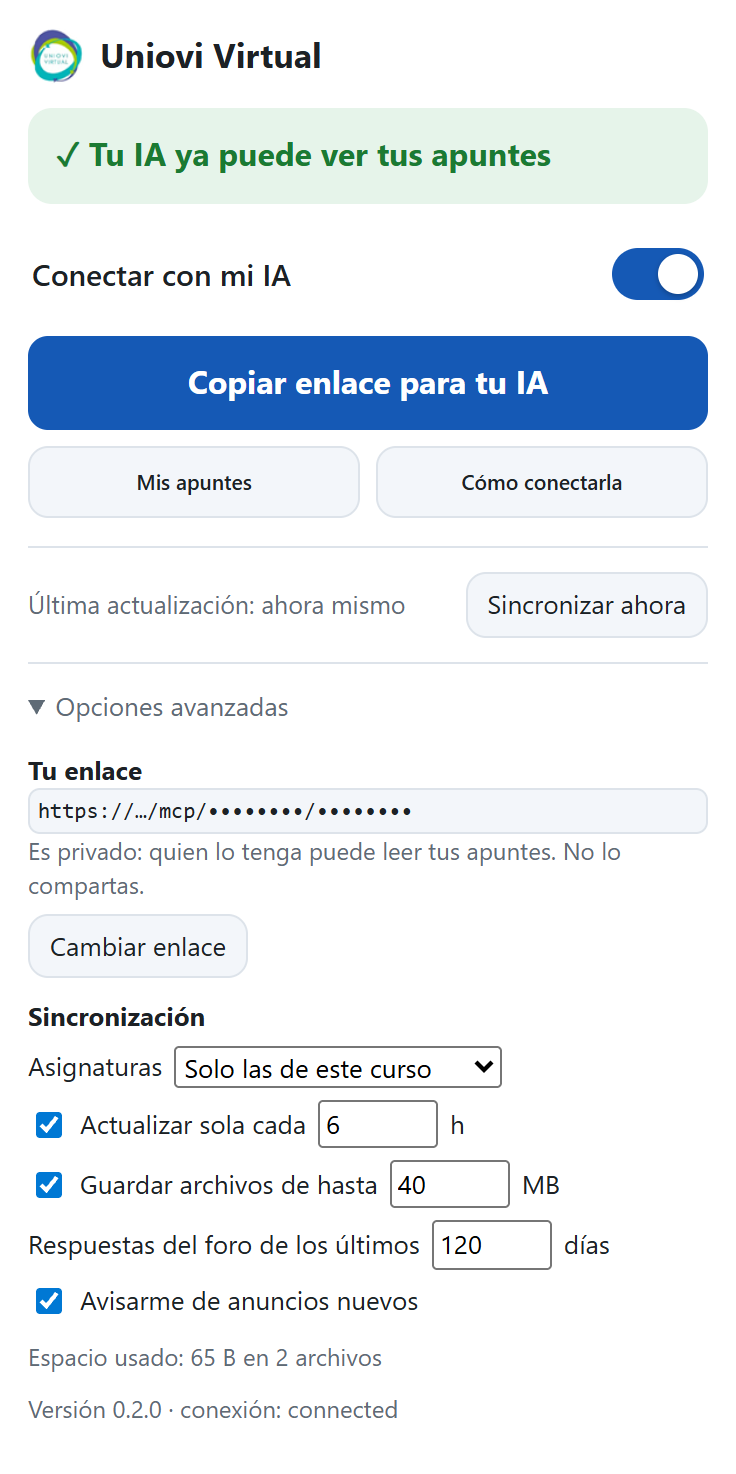 UNIOVI
VIRTUAL
Uniovi Virtual
✓ Tu IA ya puede ver tus apuntes
Conectar con mi IA
Copiar enlace para tu IA
Mis apuntes
Cómo conectarla
Última actualización: ahora mismo
Sincronizar ahora
▼ Opciones avanzadas
Tu enlace
https://…/mcp/••••••••/••••••••
Es privado: quien lo tenga puede leer tus apuntes. No lo
compartas.
Cambiar enlace
Sincronización
Asignaturas Solo las de este curso
Actualizar sola cada 6 h
Guardar archivos de hasta 40 MB
Respuestas del foro de los últimos 120 días
Avisarme de anuncios nuevos
Espacio usado: 65 B en 2 archivos
Versión 0.2.0 · conexión: connected